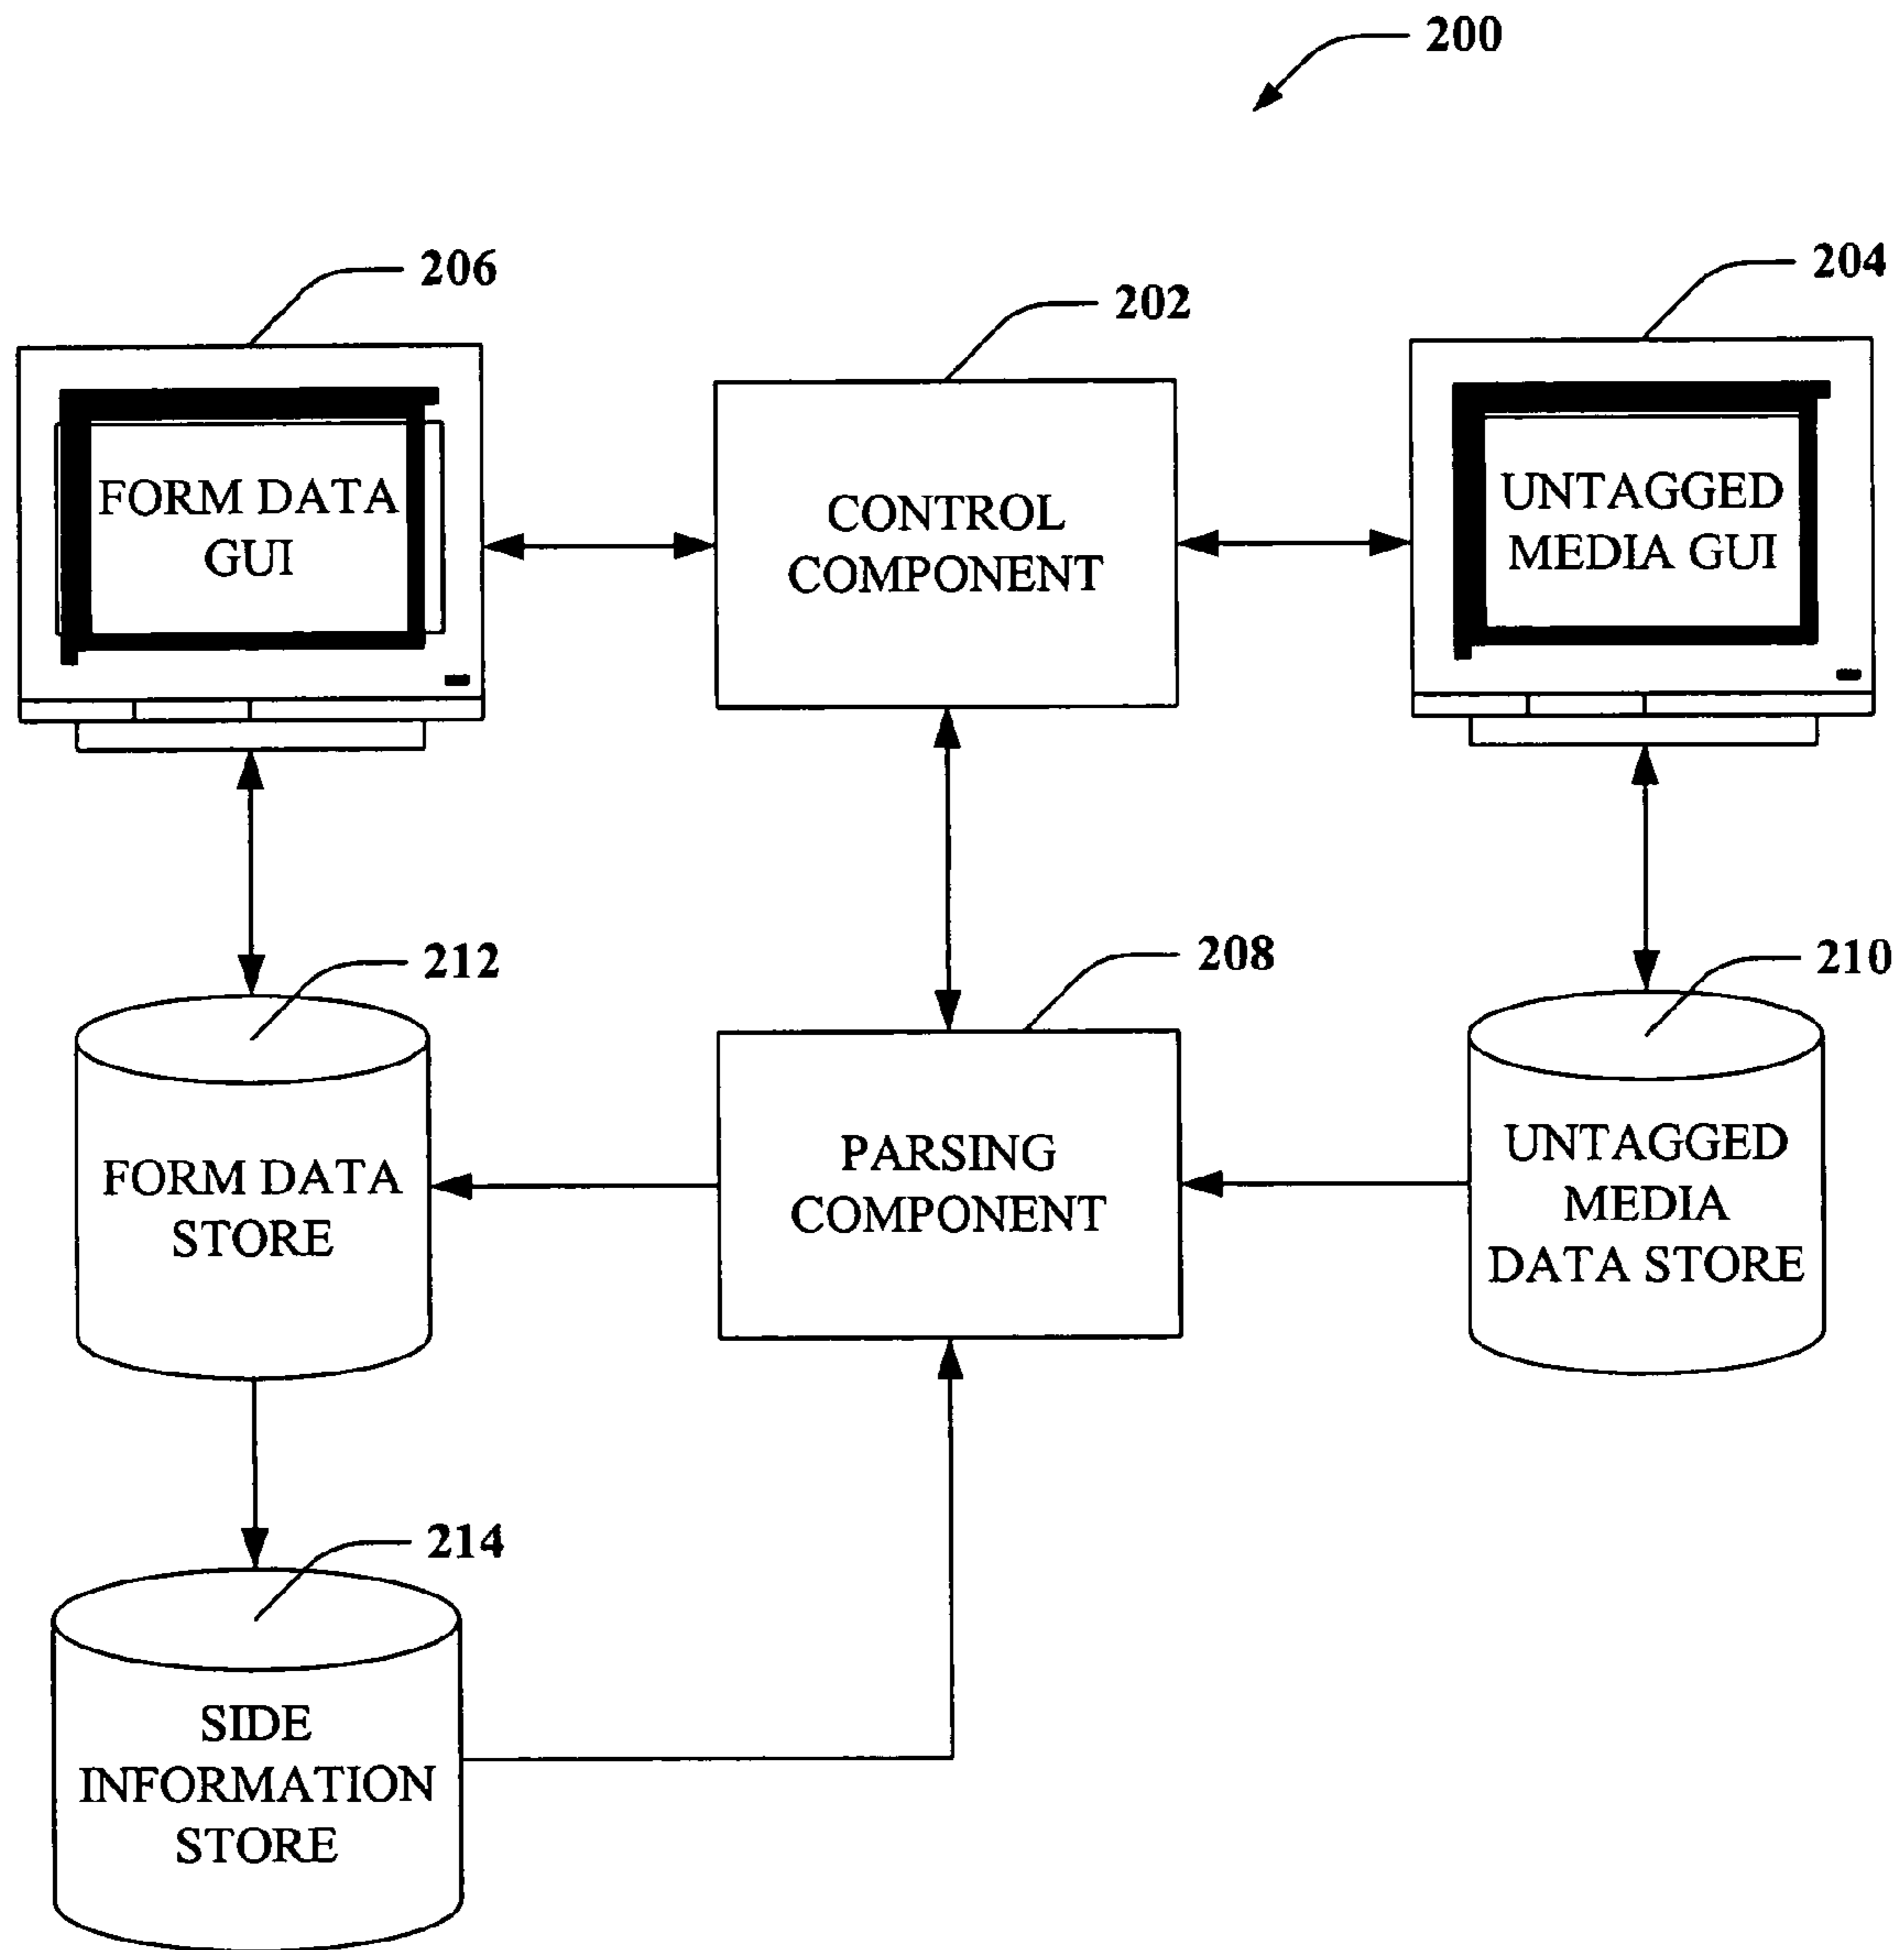 200
206
202
204
FORM DATA
GUI
CONTROL
COMPONENT
UNTAGGED
MEDIA GUI
212
208
210
FORM DATA
STORE
PARSING
COMPONENT
UNTAGGED
MEDIA
DATA STORE
214
SIDE
INFORMATION
STORE